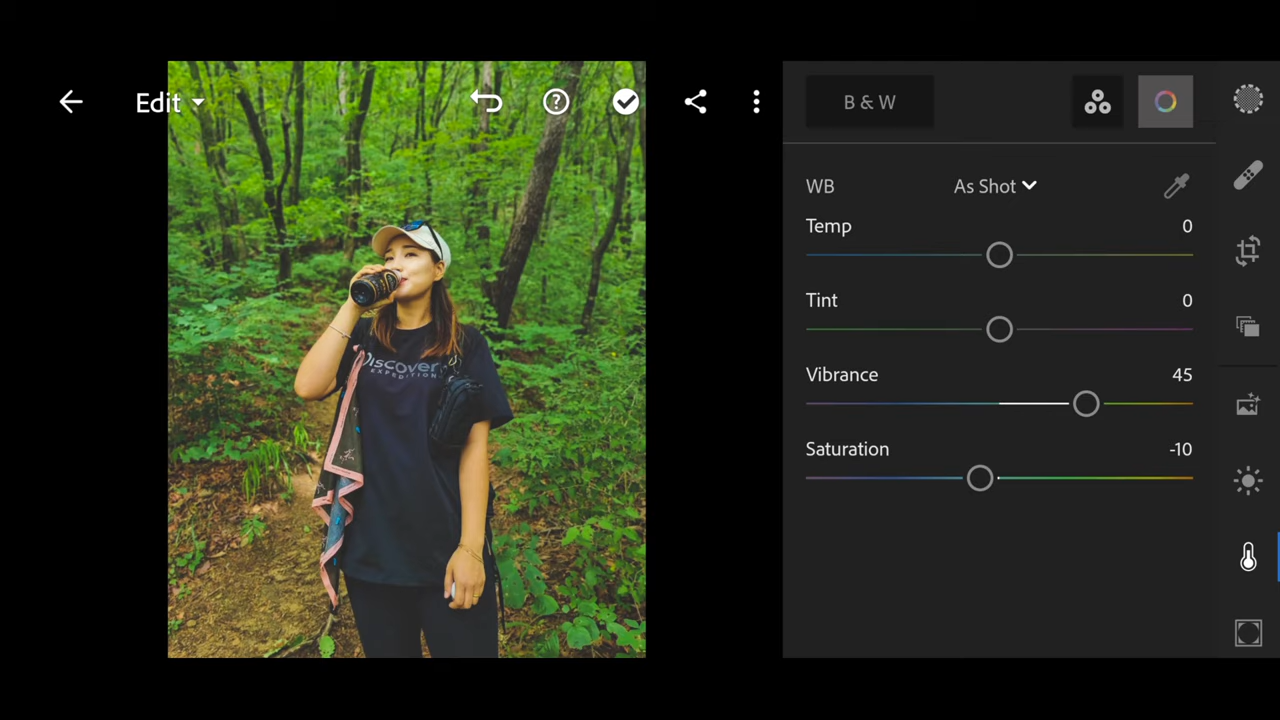 Edit
B & W
WB
As Shot
Temp
0
Tint
0
Vibrance
45
Saturation
-10
Discovery
EXPEDITION